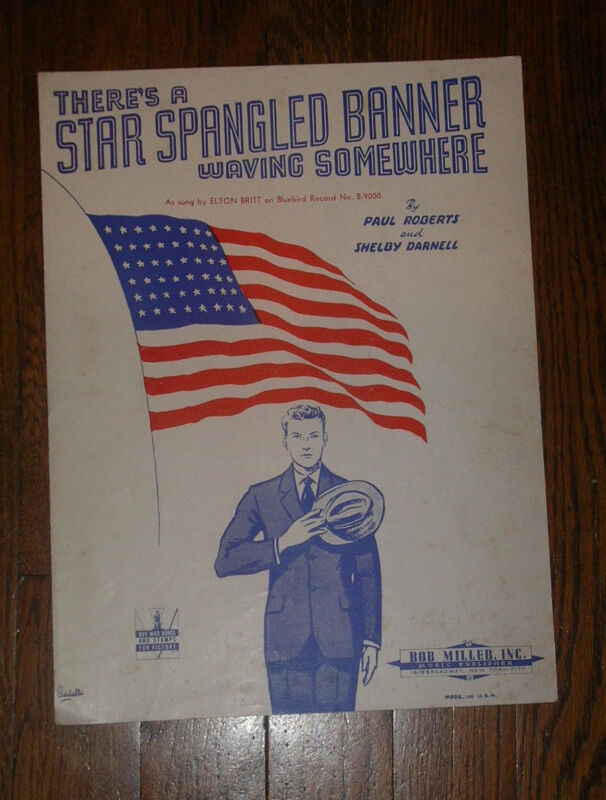 THERE'S A
STAR SPANGLED BANNER
WAVING SOMEWHERE
As sung by ELTON BRITT on Bluebird Record No. B-9000
By
PAUL ROBERTS
and
SHELBY DARNELL
BUY WAR BONDS
AND STAMPS
FOR VICTORY
BOB MILLER, INC.
MUSIC PUBLISHER
1619 BROADWAY, NEW YORK CITY
MADE IN U.S.A.